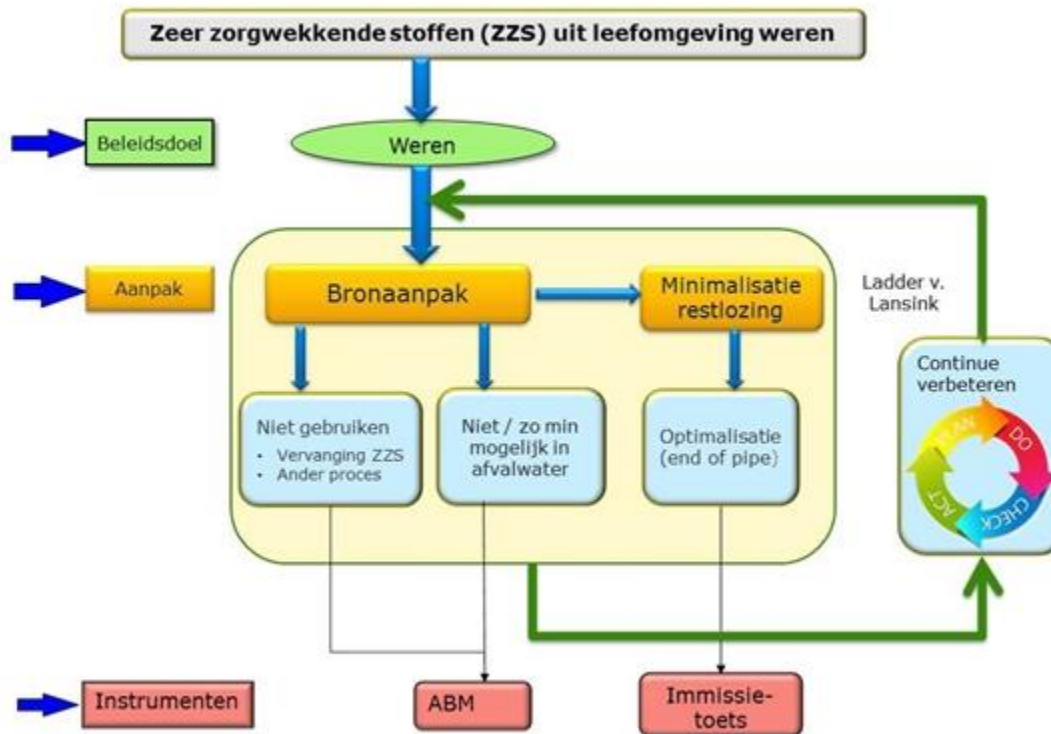 Zeer zorgwekkende stoffen (ZZS) uit leefomgeving weren
Beleidsdoel
Weren
Aanpak
Bronaanpak
Minimalisatie
restlozing
Ladder v.
Lansink
Continue
verbeteren
PLAN
DO
CHECK
ACT
Niet gebruiken
• Vervanging ZZS
• Ander proces
Niet / zo min
mogelijk in
afvalwater
Optimalisatie
(end of pipe)
Instrumenten
ABM
Immissie-
toets